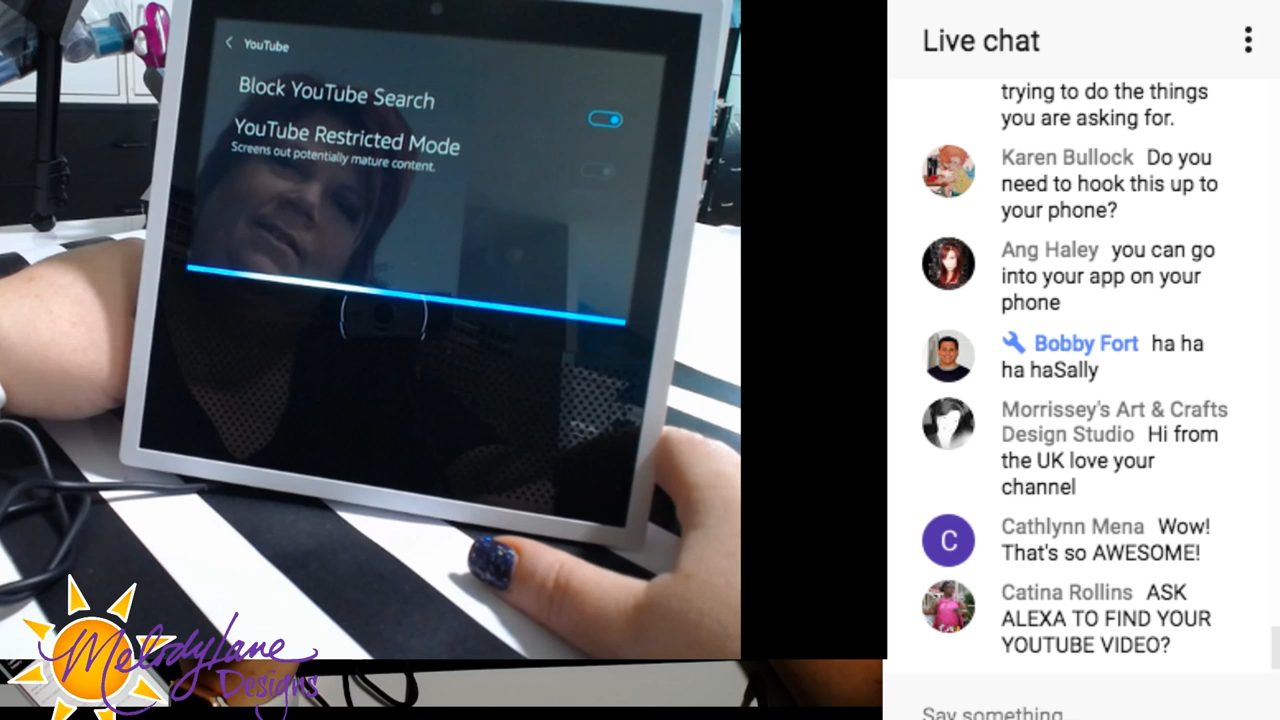 YouTube
Block YouTube Search
YouTube Restricted Mode
Screens out potentially mature content.
MelodyLane
Designs
Live chat
trying to do the things
you are asking for.
Karen Bullock Do you
need to hook this up to
your phone?
Ang Haley you can go
into your app on your
phone
Bobby Fort ha ha
ha haSally
Morrissey's Art & Crafts
Design Studio Hi from
the UK love your
channel
C
Cathlynn Mena Wow!
That's so AWESOME!
Catina Rollins ASK
ALEXA TO FIND YOUR
YOUTUBE VIDEO?
Say something